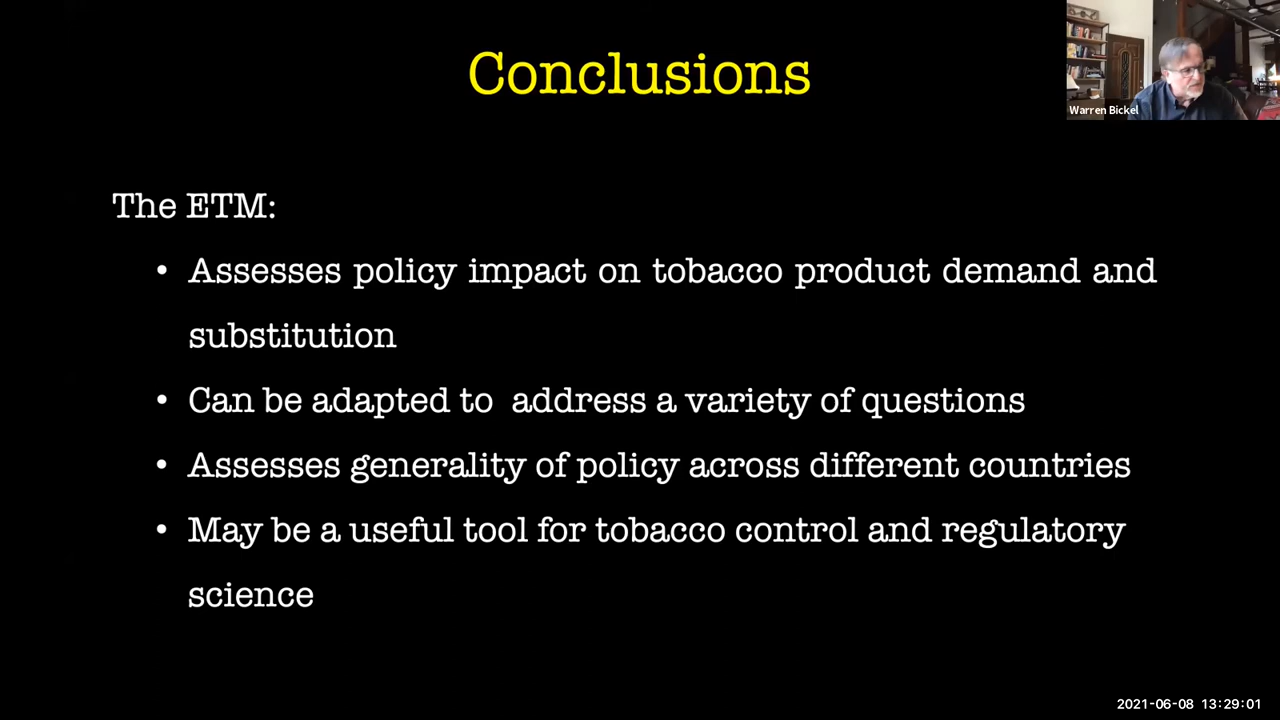 Conclusions
Warren Bickel
The ETM:
• Assesses policy impact on tobacco product demand and
substitution
• Can be adapted to  address a variety of questions
• Assesses generality of policy across different countries
• May be a useful tool for tobacco control and regulatory
science
2021-06-08 13:29:01